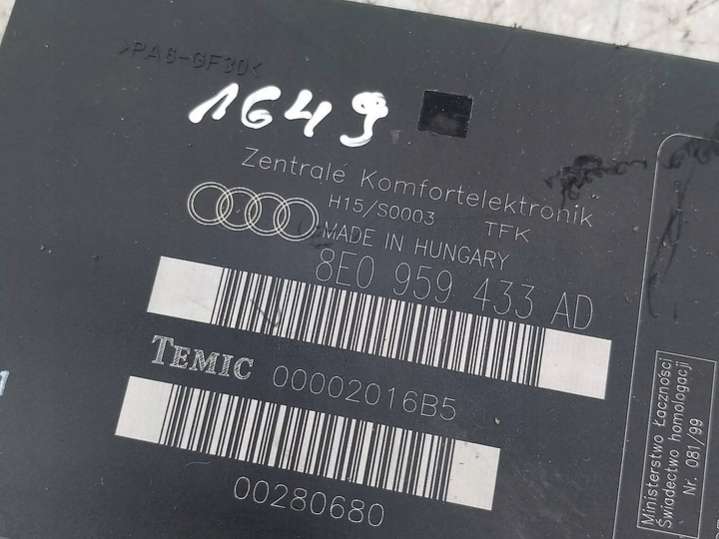 >PA6-GF30<
1649
Zentrale Komfortelektronik
H15/S0003 TFK
MADE IN HUNGARY
8E0 959 433 AD
TEMIC 00002016B5
00280680
Ministerstwo Łączności
Świadectwo homologacji
Nr. 081/99